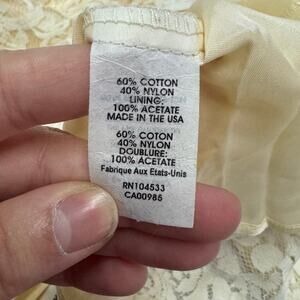 60% COTTON
40% NYLON
LINING:
100% ACETATE
MADE IN THE USA
60% COTON
40% NYLON
DOUBLURE:
100% ACETATE
Fabrique Aux Etats-Unis
RN104533
CA00985